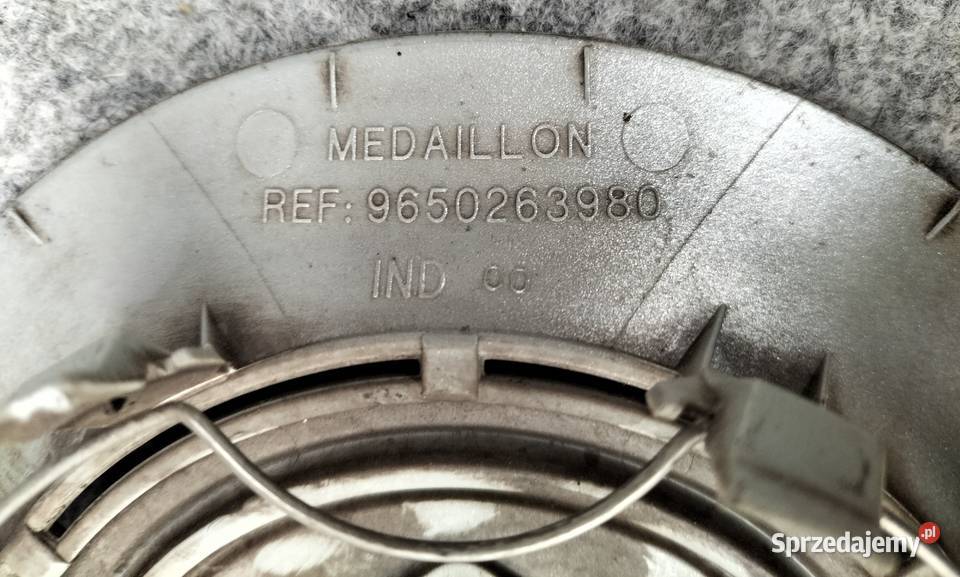 MEDAILLON
REF: 9650263980
IND 00
Sprzedajemy.pl